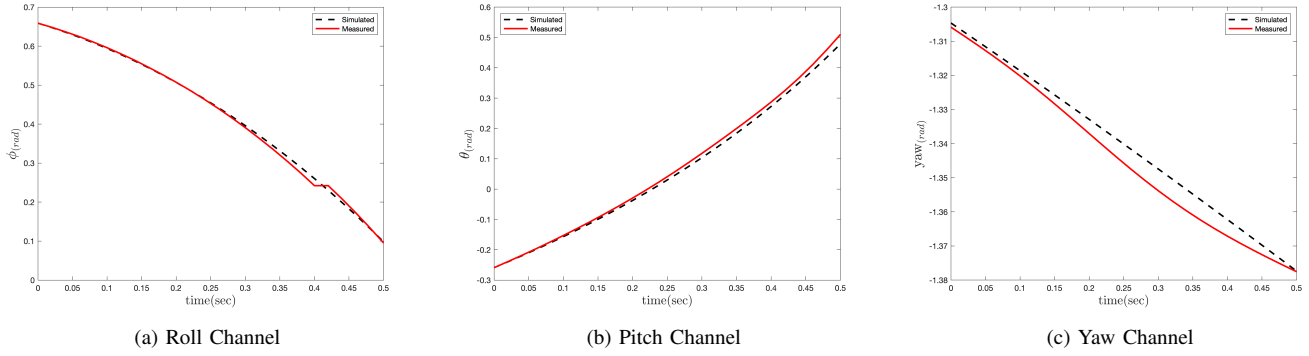 0.7
0.6
0.5
0.4
0.3
0.2
0.1
0
ϕ(rad)
0 0.05 0.1 0.15 0.2 0.25 0.3 0.35 0.4 0.45 0.5
time(sec)
Simulated
Measured
(a) Roll Channel
0.6
0.5
0.4
0.3
0.2
0.1
0
-0.1
-0.2
-0.3
θ(rad)
0 0.05 0.1 0.15 0.2 0.25 0.3 0.35 0.4 0.45 0.5
time(sec)
Simulated
Measured
(b) Pitch Channel
-1.3
-1.31
-1.32
-1.33
-1.34
-1.35
-1.36
-1.37
-1.38
yaw(rad)
0 0.05 0.1 0.15 0.2 0.25 0.3 0.35 0.4 0.45 0.5
time(sec)
Simulated
Measured
(c) Yaw Channel